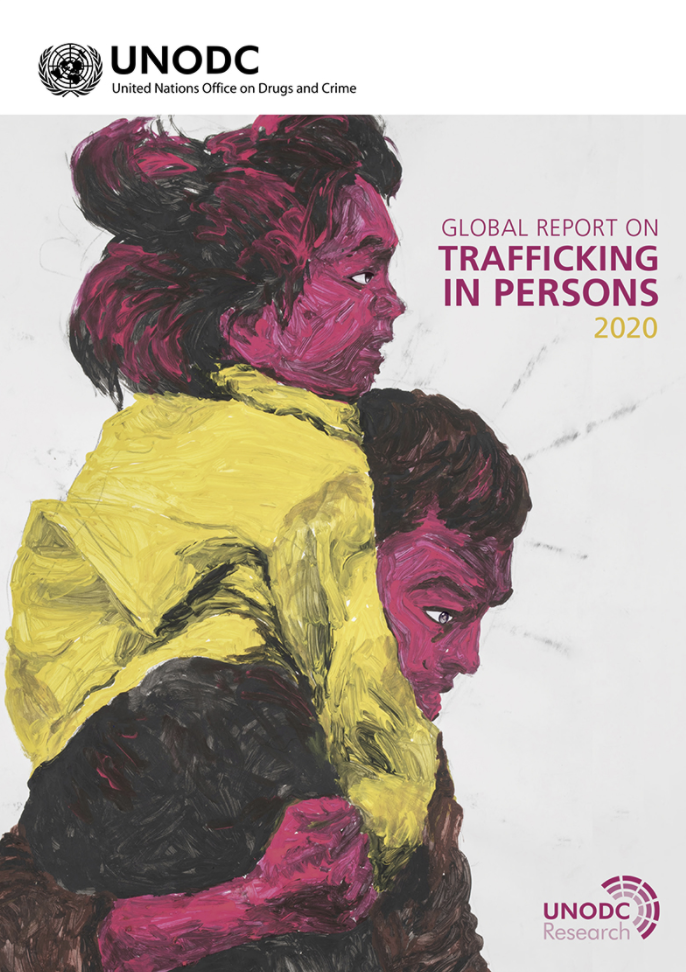 UNODC
United Nations Office on Drugs and Crime
GLOBAL REPORT ON
TRAFFICKING
IN PERSONS
2020
UNODC
Research